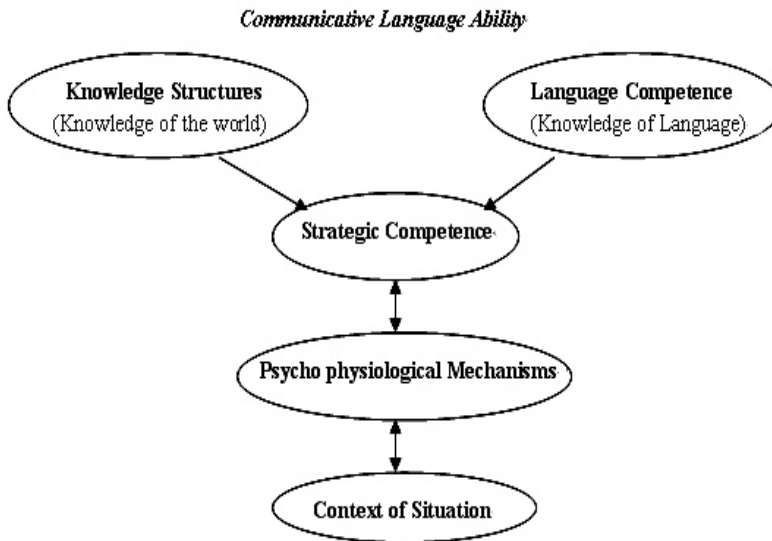 Communicative Language Ability
Knowledge Structures
(Knowledge of the world)
Language Competence
(Knowledge of Language)
Strategic Competence
Psycho physiological Mechanisms
Context of Situation